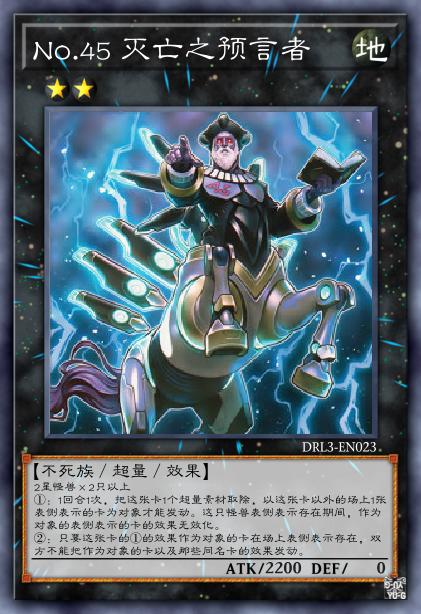 No.45 灭亡之预言者
地
DRL3-EN023
【不死族／超量／效果】
2星怪兽×2只以上
①：1回合1次，把这张卡1个超量素材取除，以这张卡以外的场上1张
表侧表示的卡为对象才能发动。这只怪兽表侧表示存在期间，作为
对象的表侧表示的卡的效果无效化。
②：只要这张卡的①的效果作为对象的卡在场上表侧表示存在，双
方不能把作为对象的卡以及那些同名卡的效果发动。
ATK/2200 DEF/ 0